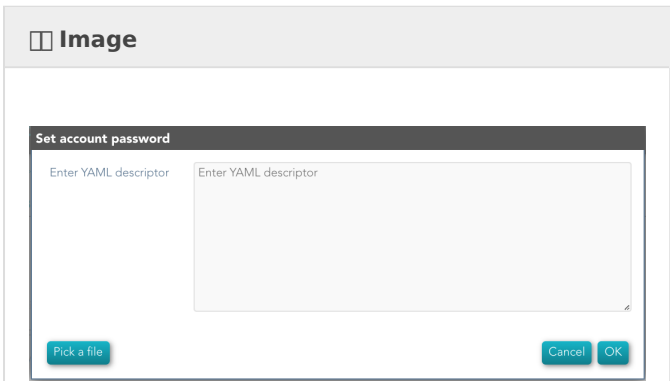 Image
Set account password
Enter YAML descriptor
Enter YAML descriptor
Pick a file
Cancel
OK